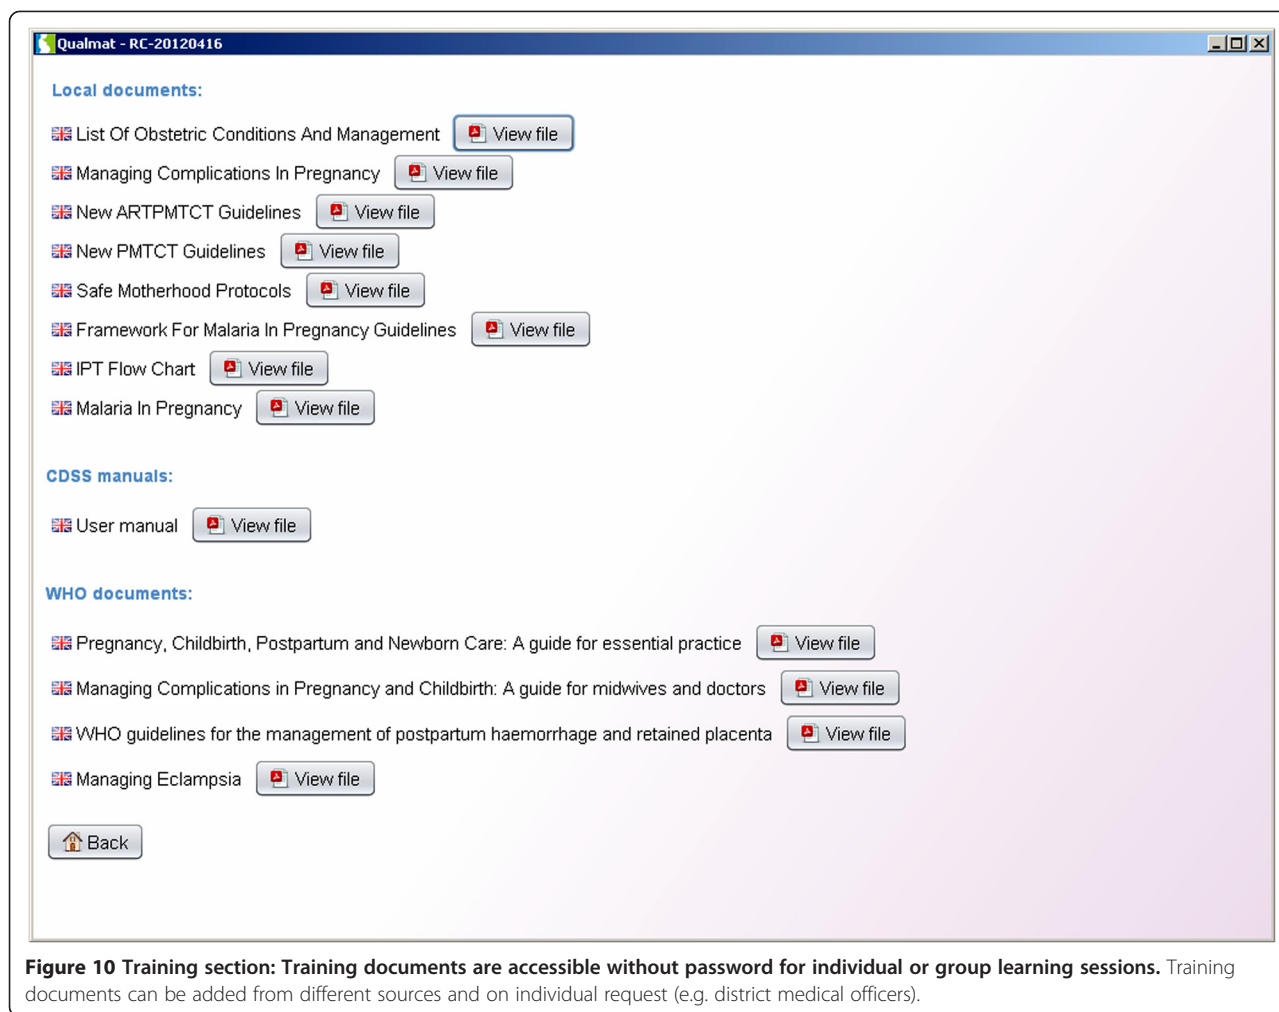 Qualmat - RC-20120416
Local documents:
List Of Obstetric Conditions And Management View file
Managing Complications In Pregnancy View file
New ARTPMTCT Guidelines View file
New PMTCT Guidelines View file
Safe Motherhood Protocols View file
Framework For Malaria In Pregnancy Guidelines View file
IPT Flow Chart View file
Malaria In Pregnancy View file
CDSS manuals:
User manual View file
WHO documents:
Pregnancy, Childbirth, Postpartum and Newborn Care: A guide for essential practice View file
Managing Complications in Pregnancy and Childbirth: A guide for midwives and doctors View file
WHO guidelines for the management of postpartum haemorrhage and retained placenta View file
Managing Eclampsia View file
Back
Figure 10 Training section: Training documents are accessible without password for individual or group learning sessions. Training
documents can be added from different sources and on individual request (e.g. district medical officers).